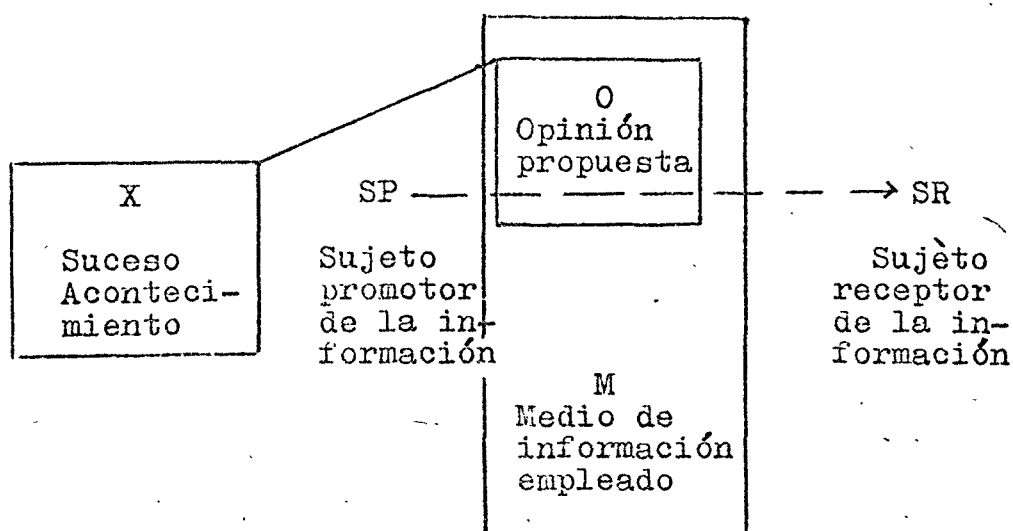 O
Opinión
propuesta
X
SP
SR
Suceso
Aconteci-
miento
Sujeto
promotor
de la in-
formación
Sujèto
receptor
de la in-
formación
M
Medio de
información
empleado